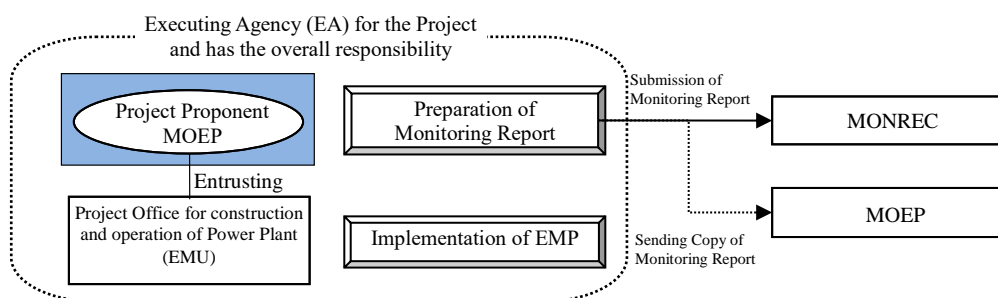 Executing Agency (EA) for the Project
and has the overall responsibility
Project Proponent
MOEP
Entrusting
Project Office for construction
and operation of Power Plant
(EMU)
Preparation of
Monitoring Report
Implementation of EMP
Submission of
Monitoring Report
MONREC
MOEP
Sending Copy of
Monitoring Report